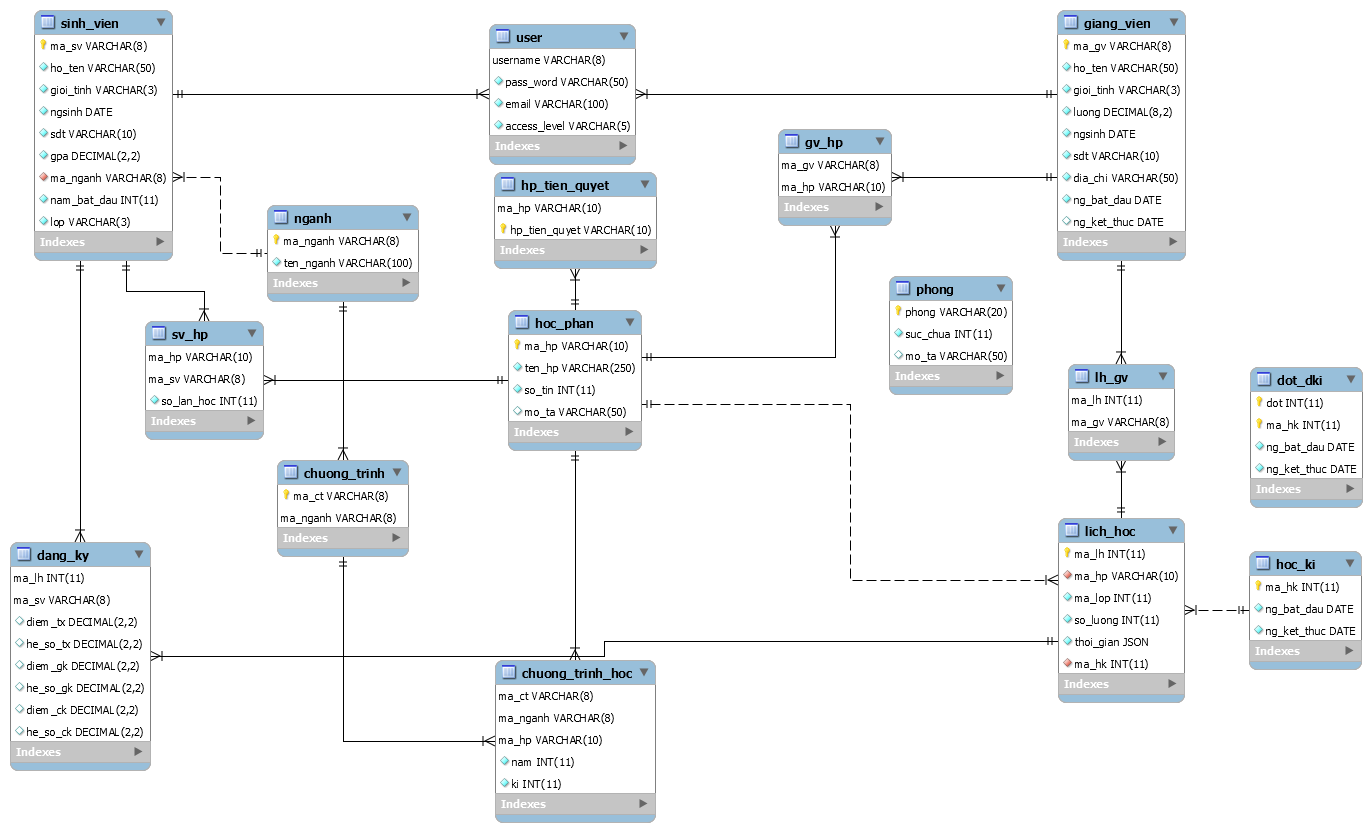 sinh_vien
ma_sv VARCHAR(8)
ho_ten VARCHAR(50)
gioi_tinh VARCHAR(3)
ngsinh DATE
sdt VARCHAR(10)
gpa DECIMAL(2,2)
ma_nganh VARCHAR(8)
nam_bat_dau INT(11)
lop VARCHAR(3)
Indexes
user
username VARCHAR(8)
pass_word VARCHAR(50)
email VARCHAR(100)
access_level VARCHAR(5)
Indexes
giang_vien
ma_gv VARCHAR(8)
ho_ten VARCHAR(50)
gioi_tinh VARCHAR(3)
luong DECIMAL(8,2)
ngsinh DATE
sdt VARCHAR(10)
dia_chi VARCHAR(50)
ng_bat_dau DATE
ng_ket_thuc DATE
Indexes
gv_hp
ma_gv VARCHAR(8)
ma_hp VARCHAR(10)
Indexes
hp_tien_quyet
ma_hp VARCHAR(10)
hp_tien_quyet VARCHAR(10)
Indexes
nganh
ma_nganh VARCHAR(8)
ten_nganh VARCHAR(100)
Indexes
phong
phong VARCHAR(20)
suc_chua INT(11)
mo_ta VARCHAR(50)
Indexes
hoc_phan
ma_hp VARCHAR(10)
ten_hp VARCHAR(250)
so_tin INT(11)
mo_ta VARCHAR(50)
Indexes
sv_hp
ma_hp VARCHAR(10)
ma_sv VARCHAR(8)
so_lan_hoc INT(11)
Indexes
lh_gv
ma_lh INT(11)
ma_gv VARCHAR(8)
Indexes
dot_dki
dot INT(11)
ma_hk INT(11)
ng_bat_dau DATE
ng_ket_thuc DATE
Indexes
chuong_trinh
ma_ct VARCHAR(8)
ma_nganh VARCHAR(8)
Indexes
lich_hoc
ma_lh INT(11)
ma_hp VARCHAR(10)
ma_lop INT(11)
so_luong INT(11)
thoi_gian JSON
ma_hk INT(11)
Indexes
dang_ky
ma_lh INT(11)
ma_sv VARCHAR(8)
diem_tx DECIMAL(2,2)
he_so_tx DECIMAL(2,2)
diem_gk DECIMAL(2,2)
he_so_gk DECIMAL(2,2)
diem_ck DECIMAL(2,2)
he_so_ck DECIMAL(2,2)
Indexes
hoc_ki
ma_hk INT(11)
ng_bat_dau DATE
ng_ket_thuc DATE
Indexes
chuong_trinh_hoc
ma_ct VARCHAR(8)
ma_nganh VARCHAR(8)
ma_hp VARCHAR(10)
nam INT(11)
ki INT(11)
Indexes